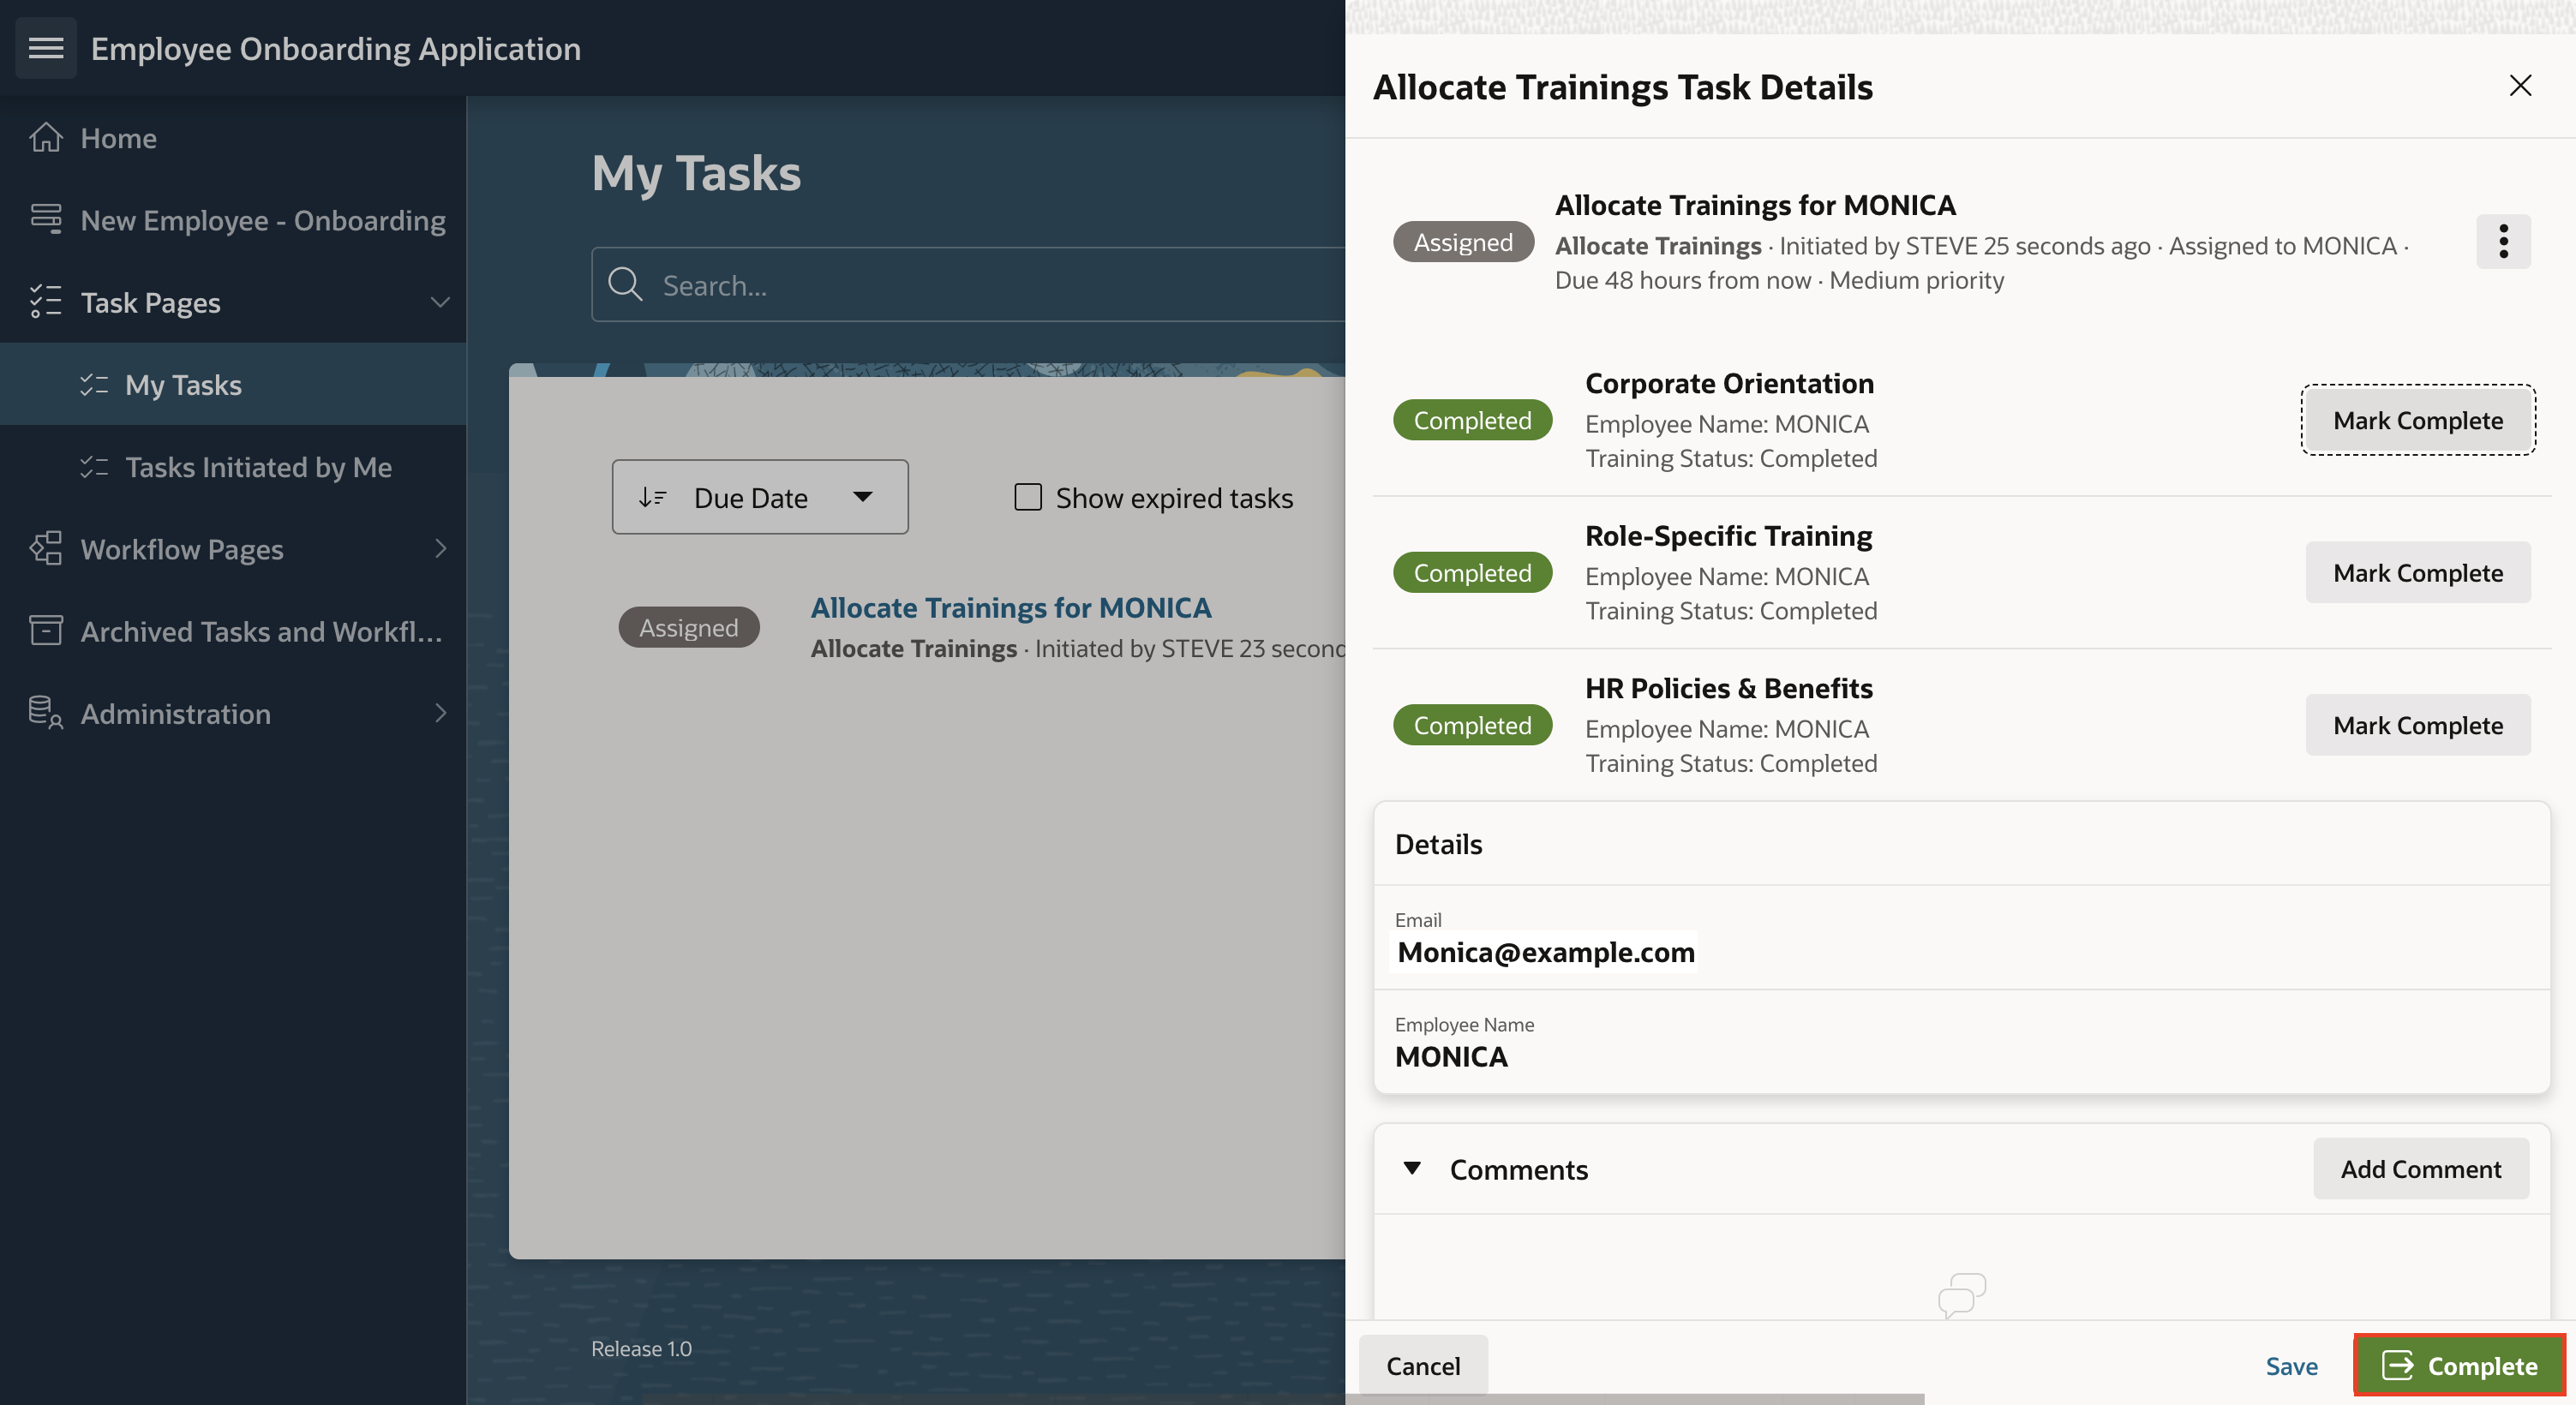 Employee Onboarding Application
Home
New Employee - Onboarding
Task Pages
My Tasks
Tasks Initiated by Me
Workflow Pages
Archived Tasks and Workfl...
Administration
My Tasks
Search...
Due Date
Show expired tasks
Assigned
Allocate Trainings for MONICA
Allocate Trainings · Initiated by STEVE 23 second
Release 1.0
Allocate Trainings Task Details
Assigned
Allocate Trainings for MONICA
Allocate Trainings · Initiated by STEVE 25 seconds ago · Assigned to MONICA ·
Due 48 hours from now · Medium priority
Completed
Corporate Orientation
Employee Name: MONICA
Training Status: Completed
Mark Complete
Completed
Role-Specific Training
Employee Name: MONICA
Training Status: Completed
Mark Complete
Completed
HR Policies & Benefits
Employee Name: MONICA
Training Status: Completed
Mark Complete
Details
Email
Monica@example.com
Employee Name
MONICA
Comments
Add Comment
Cancel
Save
Complete